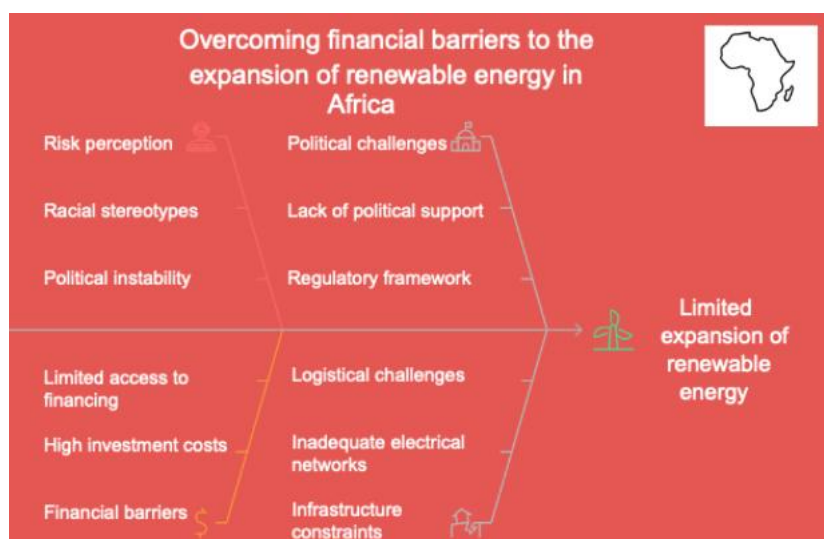 Overcoming financial barriers to the
expansion of renewable energy in
Africa
Risk perception
Political challenges
Racial stereotypes
Lack of political support
Political instability
Regulatory framework
Limited
expansion of
renewable
energy
Limited access to
financing
Logistical challenges
High investment costs
Inadequate electrical
networks
Financial barriers
Infrastructure
constraints